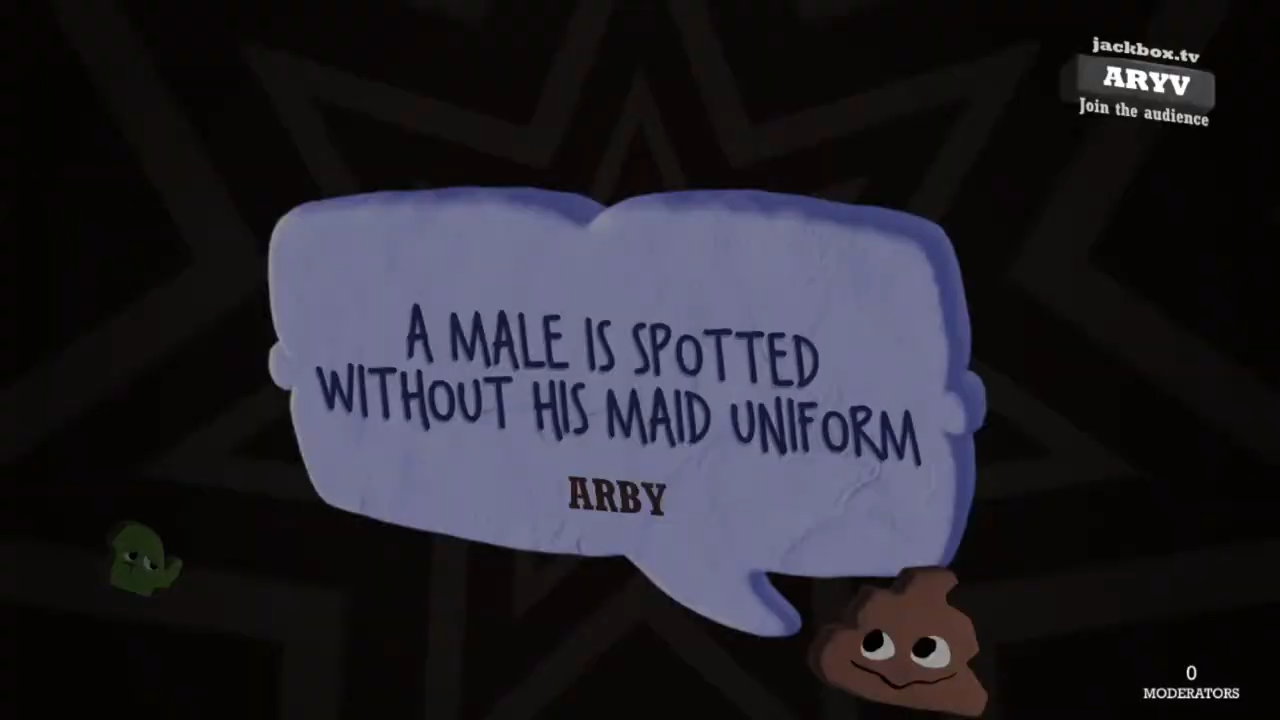 jackbox.tv
ARYV
Join the audience
A MALE IS SPOTTED
WITHOUT HIS MAID UNIFORM
ARBY
0
MODERATORS